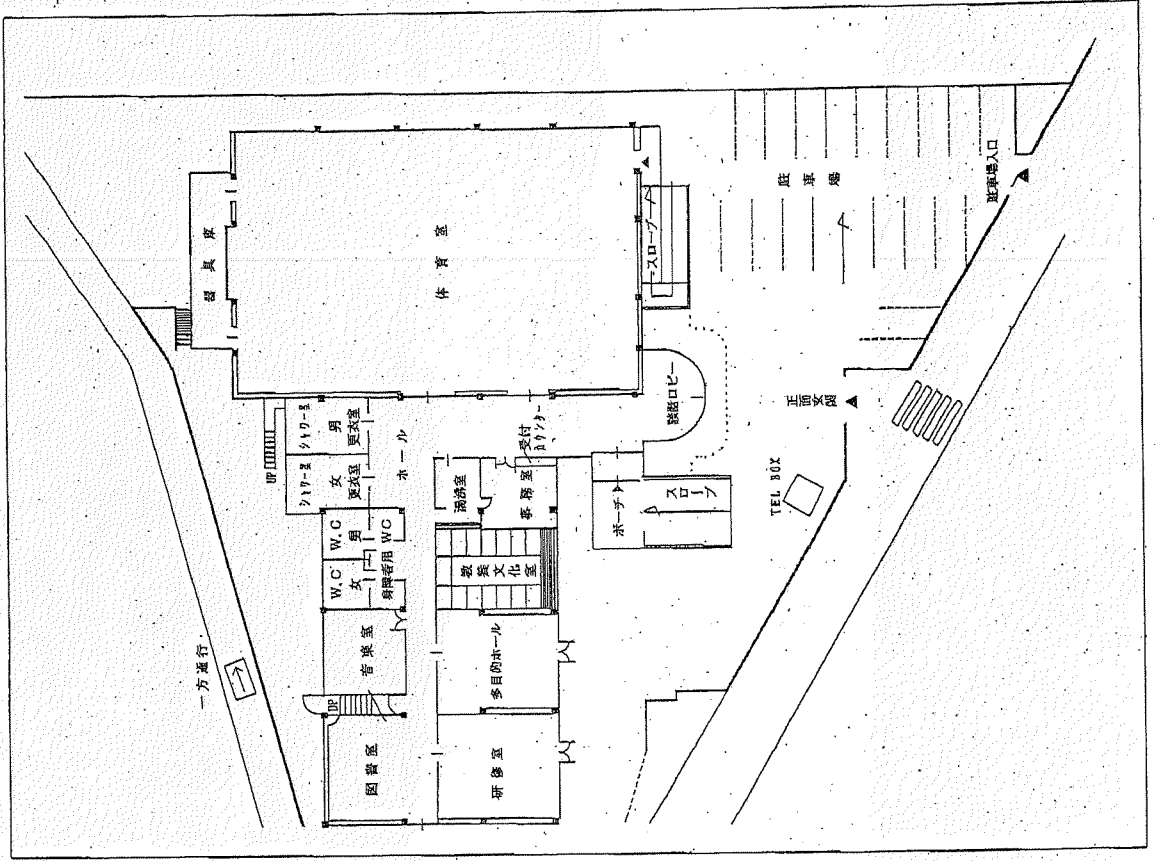 一方通行
UP
器具庫
体育室
シャワー室
男
更衣室
シャワー室
女
更衣室
ホール
W.C
男
W.C
女
身障者用
WC
音楽室
UP
図書室
湯沸室
事務室
受付
カウンター
教養文化室
多目的ホール
研修室
談話ロビー
ポーチ
スロープ
スロープ
駐車場
駐車場入口
正面
玄関
TEL BOX